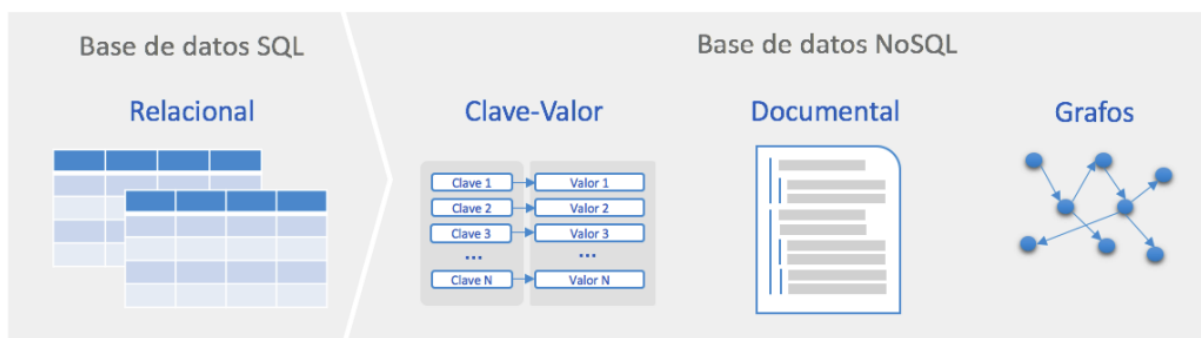 Base de datos SQL
Base de datos NoSQL
Relacional
Clave-Valor
Documental
Grafos
Clave 1
Valor 1
Clave 2
Valor 2
Clave 3
Valor 3
...
...
Clave N
Valor N